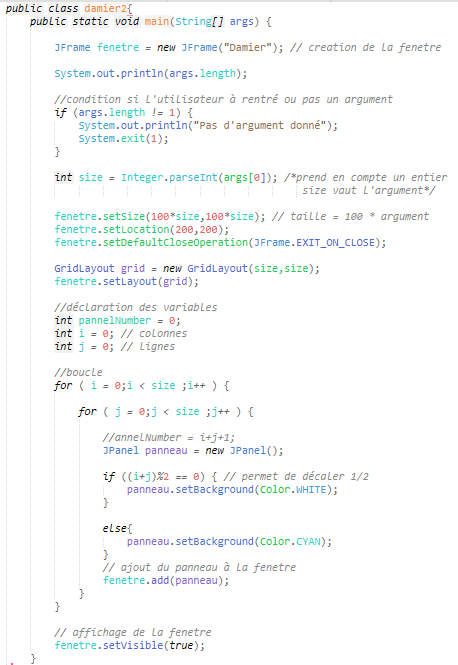 public class damier2{
public static void main(String[] args) {
JFrame fenetre = new JFrame("Damier"); // creation de la fenetre
System.out.println(args.length);
//condition si l'utilisateur à rentré ou pas un argument
if (args.length != 1) {
System.out.println("Pas d'argument donné");
System.exit(1);
}
int size = Integer.parseInt(args[0]); /*prend en compte un entier
size vaut l'argument*/
fenetre.setSize(100*size,100*size); // taille = 100 * argument
fenetre.setLocation(200,200);
fenetre.setDefaultCloseOperation(JFrame.EXIT_ON_CLOSE);
GridLayout grid = new GridLayout(size,size);
fenetre.setLayout(grid);
//déclaration des variables
int pannelNumber = 0;
int i = 0; // colonnes
int j = 0; // lignes
//boucle
for ( i = 0;i < size ;i++ ) {
for ( j = 0;j < size ;j++ ) {
//annelNumber = i+j+1;
JPanel panneau = new JPanel();
if ((i+j)%2 == 0) { // permet de décaler 1/2
panneau.setBackground(Color.WHITE);
}
else{
panneau.setBackground(Color.CYAN);
}
// ajout du panneau à la fenetre
fenetre.add(panneau);
}
}
// affichage de la fenetre
fenetre.setVisible(true);
}